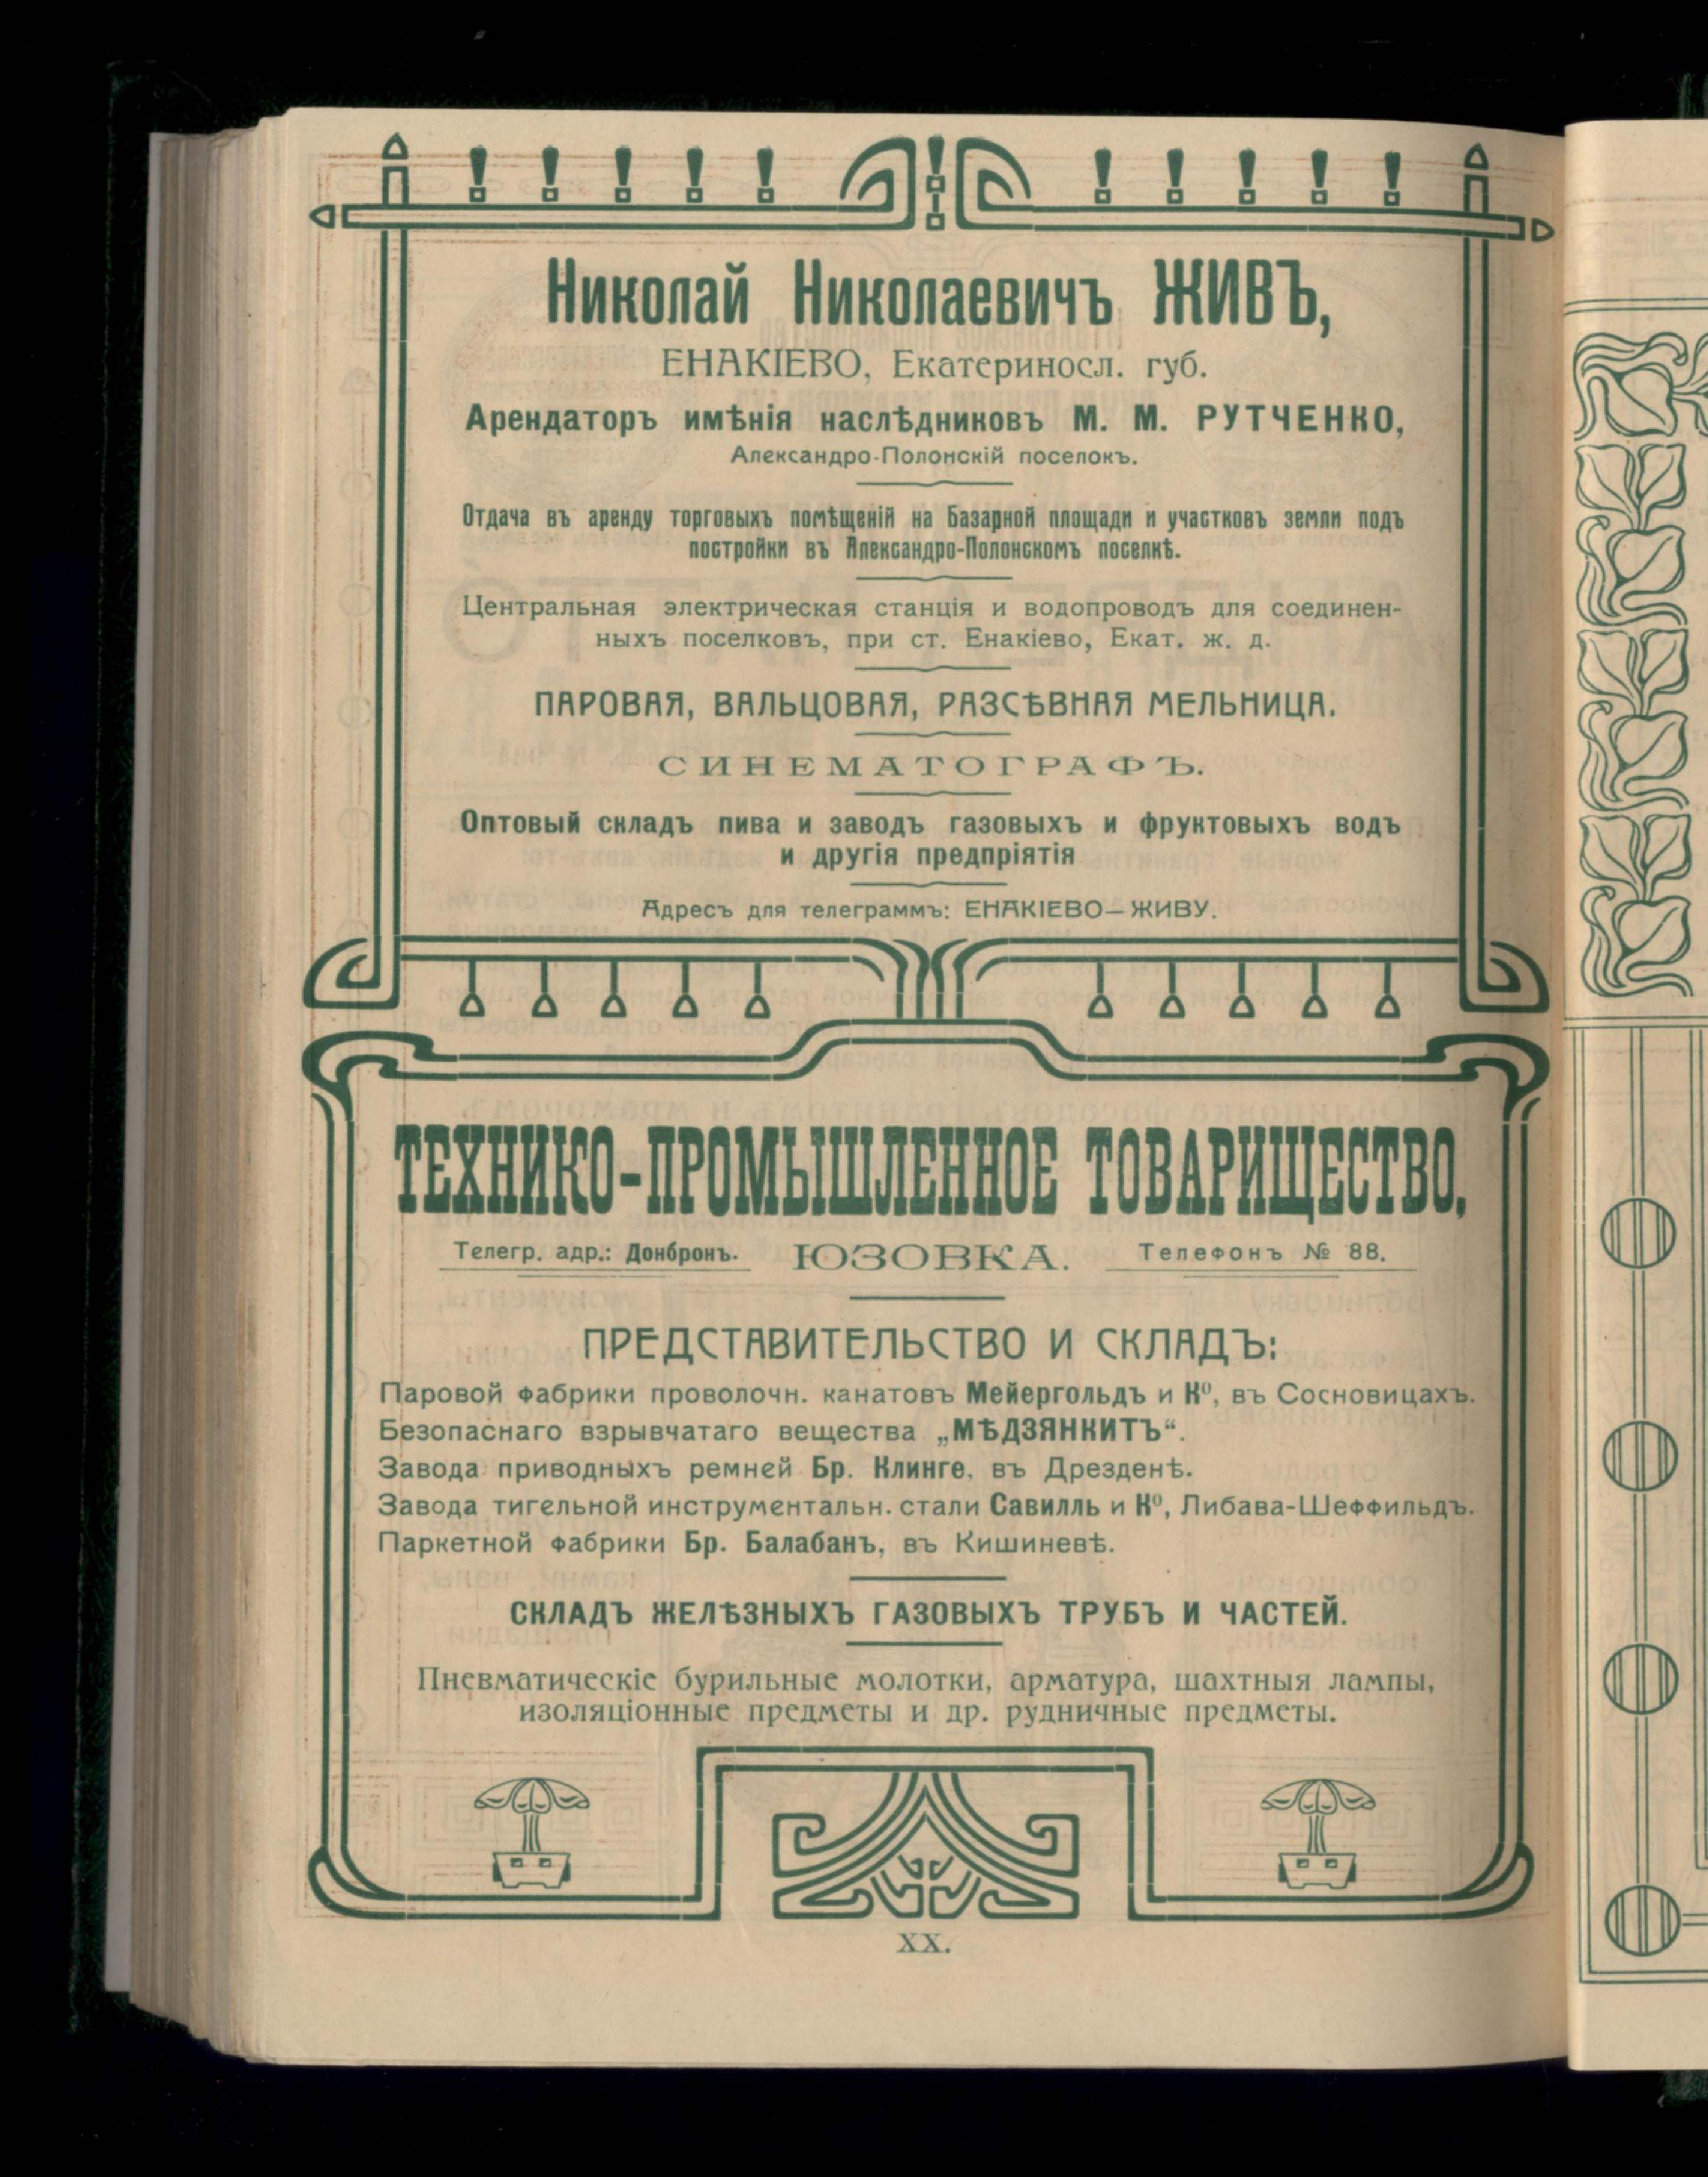 Николай Николаевичъ ЖИВЪ,
ЕНАКІЕВО, Екатериносл. губ.
Арендаторъ имѣнія наслѣдниковъ М. М. РУТЧЕНКО,
Александро-Полонскій поселокъ.
Отдача въ аренду торговыхъ помѣщеній на Базарной площади и участковъ земли подъ
постройки въ Александро-Полонскомъ поселкѣ.
Центральная электрическая станція и водопроводъ для соединен-
ныхъ поселковъ, при ст. Енакіево, Екат. ж. д.
ПАРОВАЯ, ВАЛЬЦОВАЯ, РАЗСѢВНАЯ МЕЛЬНИЦА.
СИНЕМАТОГРАФЪ.
Оптовый складъ пива и заводъ газовыхъ и фруктовыхъ водъ
и другія предпріятія
Адресъ для телеграммъ: ЕНАКІЕВО—ЖИВУ.
ТЕХНИКО-ПРОМЫШЛЕННОЕ ТОВАРИЩЕСТВО,
Телегр. адр.: Донбронъ. ЮЗОВКА. Телефонъ № 88.
ПРЕДСТАВИТЕЛЬСТВО И СКЛАДЪ:
Паровой фабрики проволочн. канатовъ Мейергольдъ и Кº, въ Сосновицахъ.
Безопаснаго взрывчатаго вещества „МѢДЗЯНКИТЪ“.
Завода приводныхъ ремней Бр. Клинге, въ Дрезденѣ.
Завода тигельной инструментальн. стали Савилль и Кº, Либава-Шеффильдъ.
Паркетной фабрики Бр. Балабанъ, въ Кишиневѣ.
СКЛАДЪ ЖЕЛѢЗНЫХЪ ГАЗОВЫХЪ ТРУБЪ И ЧАСТЕЙ.
Пневматическіе бурильные молотки, арматура, шахтныя лампы,
изоляціонные предметы и др. рудничные предметы.
XX.